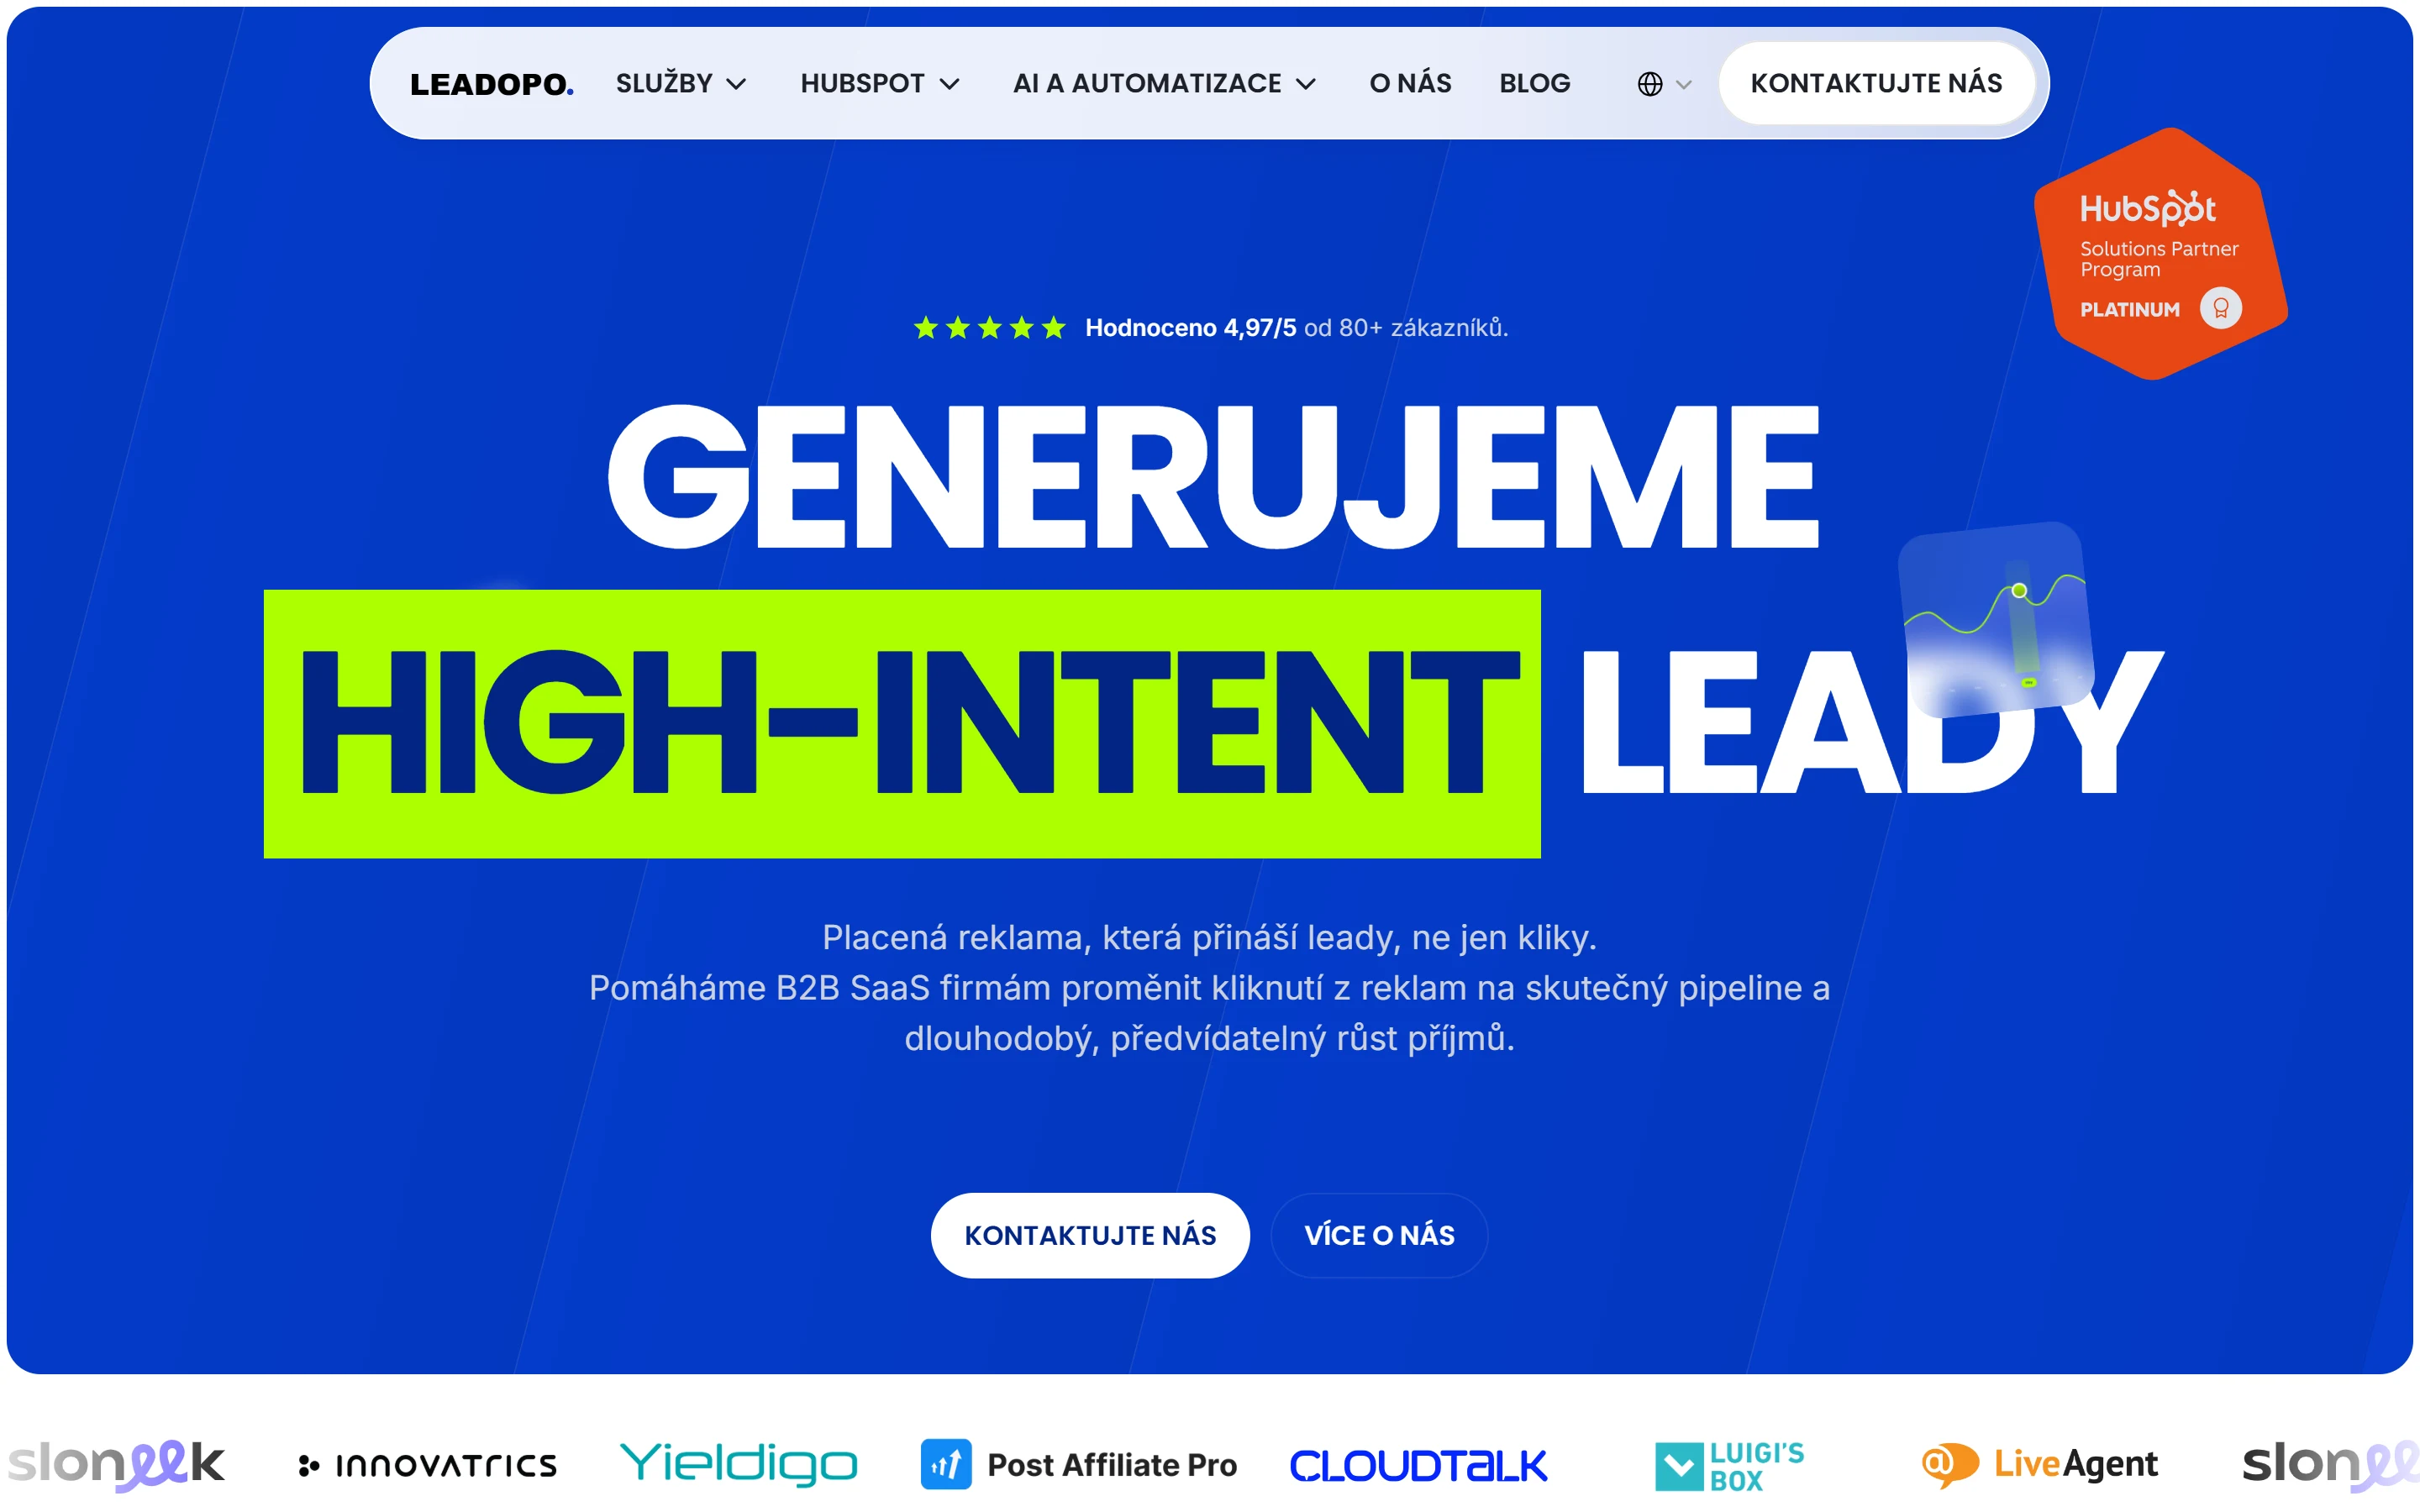 LEADOPO.
SLUŽBY
HUBSPOT
AI A AUTOMATIZACE
O NÁS
BLOG
KONTAKTUJTE NÁS
HubSpot
Solutions Partner
Program
PLATINUM
Hodnoceno 4,97/5 od 80+ zákazníků.
GENERUJEME
HIGH-INTENT LEADY
Placená reklama, která přináší leady, ne jen kliky.
Pomáháme B2B SaaS firmám proměnit kliknutí z reklam na skutečný pipeline a
dlouhodobý, předvídatelný růst příjmů.
KONTAKTUJTE NÁS
VÍCE O NÁS
sloneek
INNOVATRICS
Yieldigo
Post Affiliate Pro
CLOUDTALK
LUIGI'S
BOX
LiveAgent
slonee